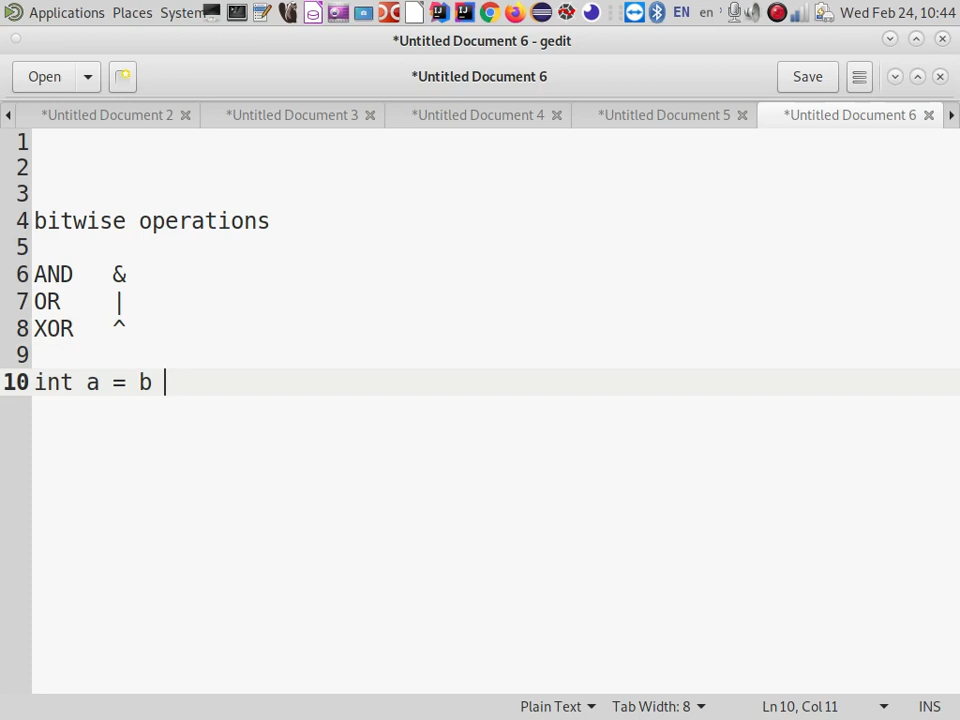 Applications Places System EN en Wed Feb 24, 10:44
*Untitled Document 6 - gedit
Open *Untitled Document 6 Save
*Untitled Document 2 *Untitled Document 3 *Untitled Document 4 *Untitled Document 5 *Untitled Document 6
1
2
3
4 bitwise operations
5
6 AND &
7 OR |
8 XOR ^
9
10 int a = b
Plain Text Tab Width: 8 Ln 10, Col 11 INS